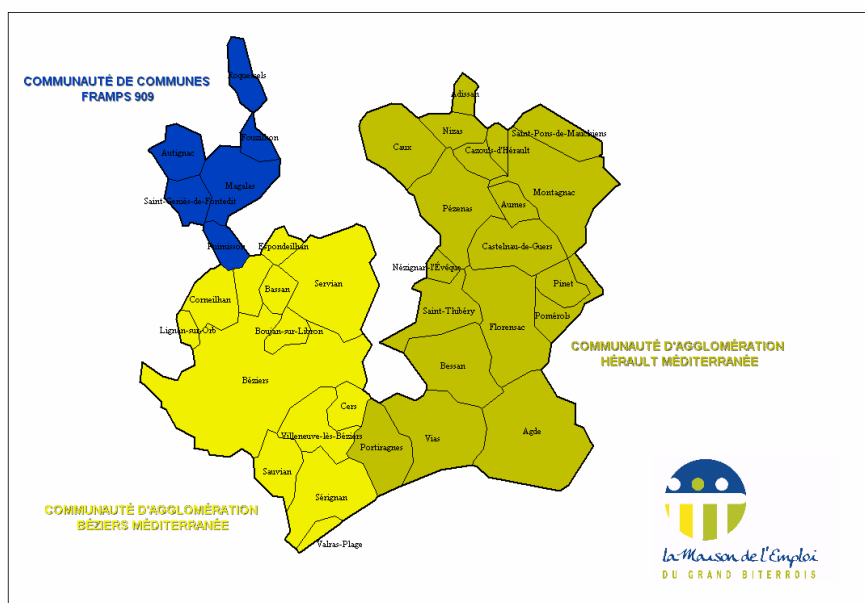 COMMUNAUTÉ DE COMMUNES
FRAMPS 909
Roquessels
Fouzilhon
Autignac
Magalas
Saint-Geniès-de-Fontedit
Puimisson
Adissan
Nizas
Saint-Pons-de-Mauchiens
Caux
Cazouls-d'Hérault
Montagnac
Pézenas
Aumes
Castelnau-de-Guers
Nézignan-l'Évêque
Pinet
Saint-Thibéry
Florensac
Pomérols
Bessan
Agde
Vias
Portiragnes
COMMUNAUTÉ D'AGGLOMÉRATION
HÉRAULT MÉDITERRANÉE
Espondeilhan
Servian
Bassan
Corneilhan
Lignan-sur-Orb
Boujan-sur-Libron
Béziers
Cers
Villeneuve-lès-Béziers
Sauvian
Sérignan
Valras-Plage
COMMUNAUTÉ D'AGGLOMÉRATION
BÉZIERS MÉDITERRANÉE
La Maison de l'Emploi
DU GRAND BITERROIS